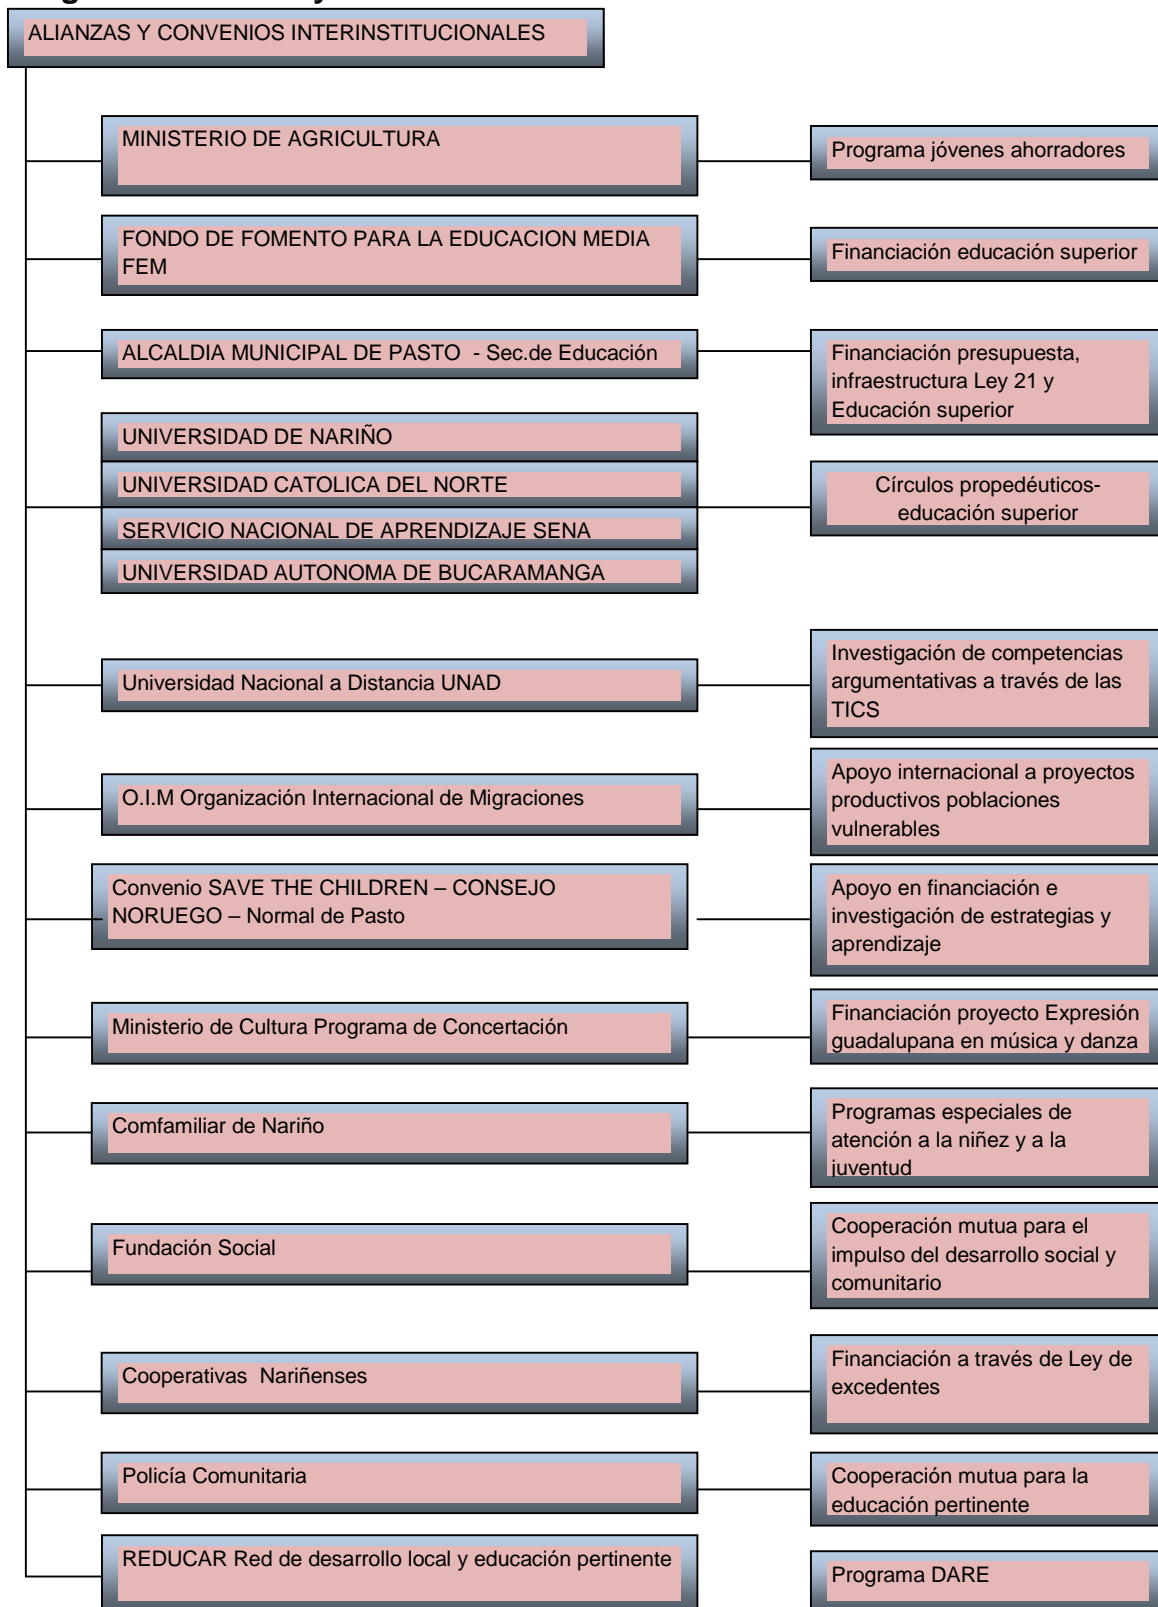 ALIANZAS Y CONVENIOS INTERINSTITUCIONALES
MINISTERIO DE AGRICULTURA
Programa jóvenes ahorradores
FONDO DE FOMENTO PARA LA EDUCACION MEDIA
FEM
Financiación educación superior
ALCALDIA MUNICIPAL DE PASTO - Sec.de Educación
Financiación presupuesta,
infraestructura Ley 21 y
Educación superior
UNIVERSIDAD DE NARIÑO
UNIVERSIDAD CATOLICA DEL NORTE
SERVICIO NACIONAL DE APRENDIZAJE SENA
UNIVERSIDAD AUTONOMA DE BUCARAMANGA
Círculos propedéuticos-
educación superior
Universidad Nacional a Distancia UNAD
Investigación de competencias
argumentativas a través de las
TICS
O.I.M Organización Internacional de Migraciones
Apoyo internacional a proyectos
productivos poblaciones
vulnerables
Convenio SAVE THE CHILDREN – CONSEJO
NORUEGO – Normal de Pasto
Apoyo en financiación e
investigación de estrategias y
aprendizaje
Ministerio de Cultura Programa de Concertación
Financiación proyecto Expresión
guadalupana en música y danza
Comfamiliar de Nariño
Programas especiales de
atención a la niñez y a la
juventud
Fundación Social
Cooperación mutua para el
impulso del desarrollo social y
comunitario
Cooperativas Nariñenses
Financiación a través de Ley de
excedentes
Policía Comunitaria
Cooperación mutua para la
educación pertinente
REDUCAR Red de desarrollo local y educación pertinente
Programa DARE